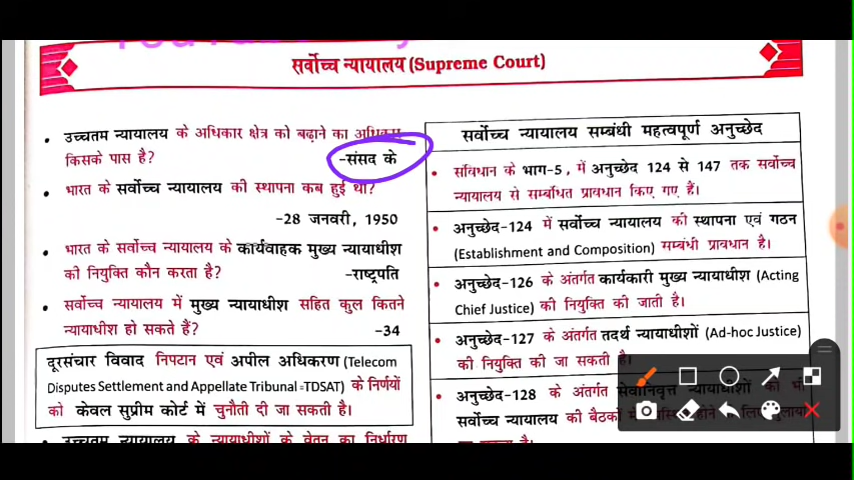 सर्वोच्च न्यायालय (Supreme Court)
• उच्चतम न्यायालय के अधिकार क्षेत्र को बढ़ाने का अधिकार
किसके पास है? -संसद के
• भारत के सर्वोच्च न्यायालय की स्थापना कब हुई थी?
-28 जनवरी, 1950
• भारत के सर्वोच्च न्यायालय के कार्यवाहक मुख्य न्यायाधीश
की नियुक्ति कौन करता है? -राष्ट्रपति
• सर्वोच्च न्यायालय में मुख्य न्यायाधीश सहित कुल कितने
न्यायाधीश हो सकते हैं? -34
दूरसंचार विवाद निपटान एवं अपील अधिकरण (Telecom
Disputes Settlement and Appellate Tribunal-TDSAT) के निर्णयों
को केवल सुप्रीम कोर्ट में चुनौती दी जा सकती है।
• उच्चतम न्यायालय के न्यायाधीशों के वेतन का निर्धारण
सर्वोच्च न्यायालय सम्बंधी महत्वपूर्ण अनुच्छेद
• संविधान के भाग-5, में अनुच्छेद 124 से 147 तक सर्वोच्च
न्यायालय से सम्बंधित प्रावधान किए गए हैं।
• अनुच्छेद-124 में सर्वोच्च न्यायालय की स्थापना एवं गठन
(Establishment and Composition) सम्बंधी प्रावधान है।
• अनुच्छेद-126 के अंतर्गत कार्यकारी मुख्य न्यायाधीश (Acting
Chief Justice) की नियुक्ति की जाती है।
• अनुच्छेद-127 के अंतर्गत तदर्थ न्यायाधीशों (Ad-hoc Justice)
की नियुक्ति की जा सकती है।
• अनुच्छेद-128 के अंतर्गत सेवानिवृत्त न्यायाधीशों को भी
सर्वोच्च न्यायालय की बैठकों